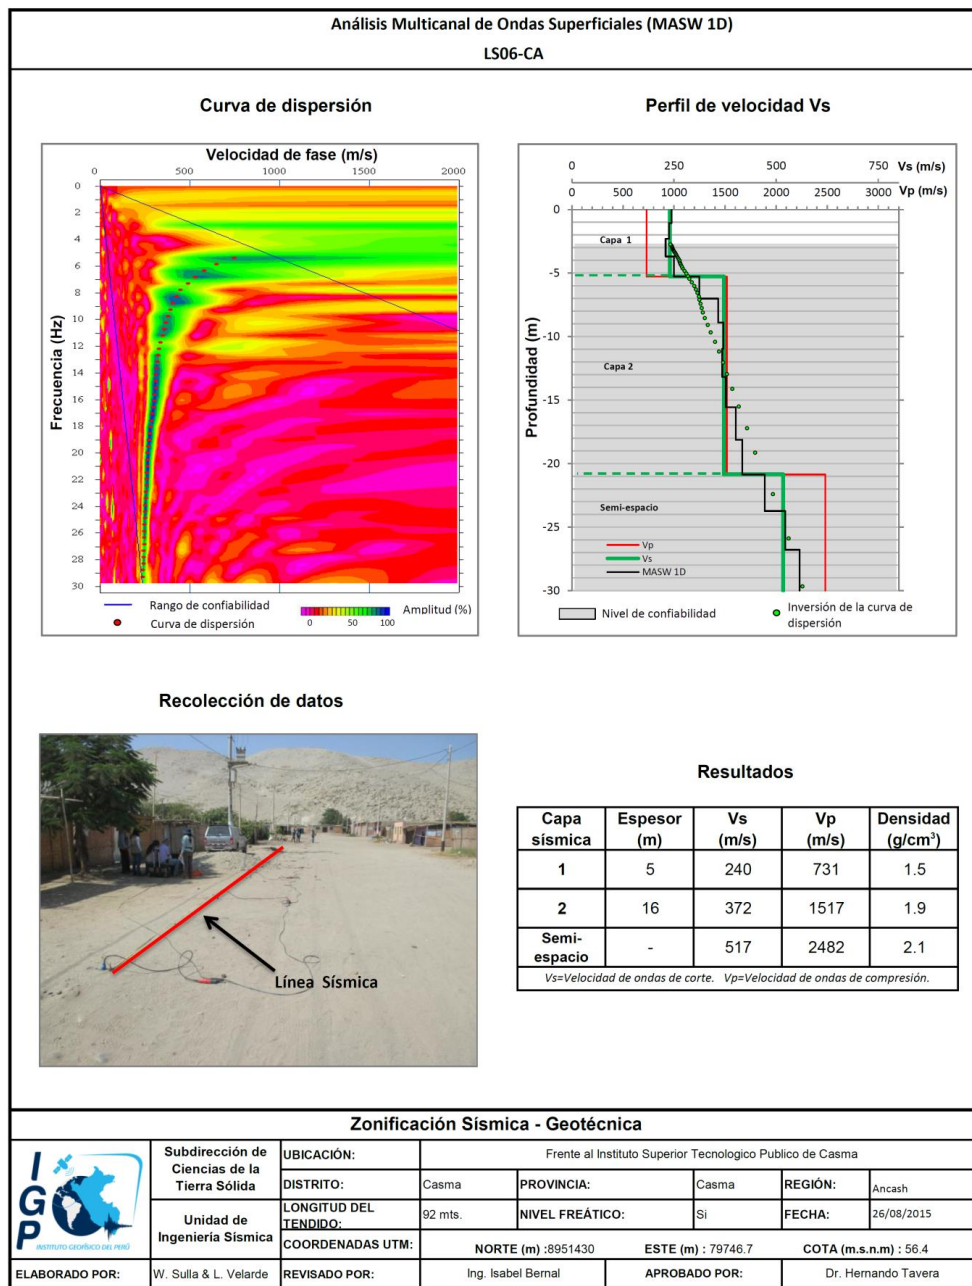 Análisis Multicanal de Ondas Superficiales (MASW 1D)
LS06-CA
Curva de dispersión
Velocidad de fase (m/s)
0 500 1000 1500 2000
Frecuencia (Hz)
0
2
4
6
8
10
12
14
16
18
20
22
24
26
28
30
Rango de confiabilidad
Curva de dispersión
0 50 100
Amplitud (%)
Perfil de velocidad Vs
0 250 500 750 Vs (m/s)
0 500 1000 1500 2000 2500 3000 Vp (m/s)
Profundidad (m)
0
-5
-10
-15
-20
-25
-30
Capa 1
Capa 2
Semi-espacio
Vp
Vs
MASW 1D
Nivel de confiabilidad
Inversión de la curva de
dispersión
Recolección de datos
Línea Sísmica
Resultados
Capa sísmica Espesor (m) Vs (m/s) Vp (m/s) Densidad (g/cm³)
1 5 240 731 1.5
2 16 372 1517 1.9
Semi-espacio - 517 2482 2.1
Vs=Velocidad de ondas de corte. Vp=Velocidad de ondas de compresión.
Zonificación Sísmica - Geotécnica
IGP
INSTITUTO GEOFÍSICO DEL PERÚ
Subdirección de
Ciencias de la
Tierra Sólida
Unidad de
Ingeniería Sísmica
UBICACIÓN: Frente al Instituto Superior Tecnologico Publico de Casma
DISTRITO: Casma PROVINCIA: Casma REGIÓN: Ancash
LONGITUD DEL
TENDIDO: 92 mts. NIVEL FREÁTICO: Si FECHA: 26/08/2015
COORDENADAS UTM: NORTE (m) :8951430 ESTE (m) : 79746.7 COTA (m.s.n.m) : 56.4
ELABORADO POR: W. Sulla & L. Velarde REVISADO POR: Ing. Isabel Bernal APROBADO POR: Dr. Hernando Tavera